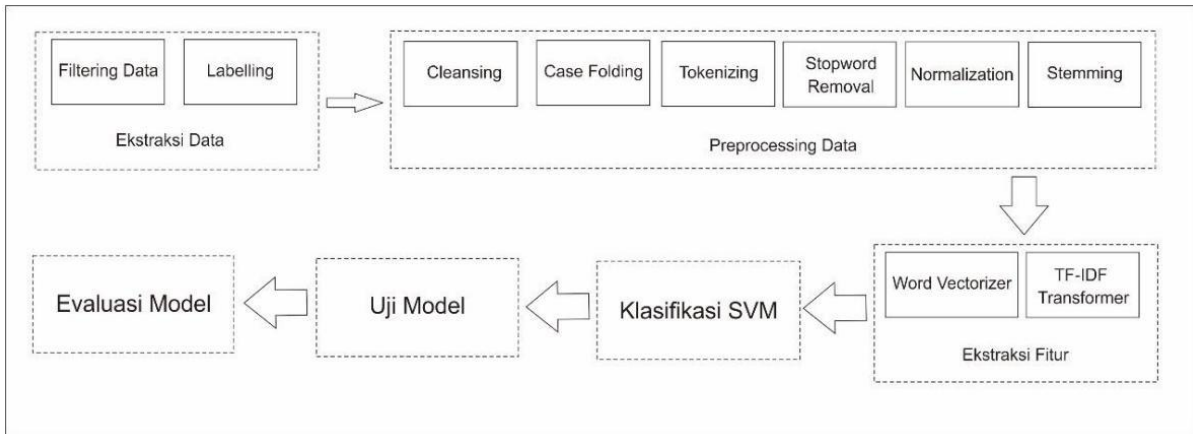 Filtering Data
Labelling
Ekstraksi Data
Cleansing
Case Folding
Tokenizing
Stopword
Removal
Normalization
Stemming
Preprocessing Data
Word Vectorizer
TF-IDF
Transformer
Ekstraksi Fitur
Klasifikasi SVM
Uji Model
Evaluasi Model